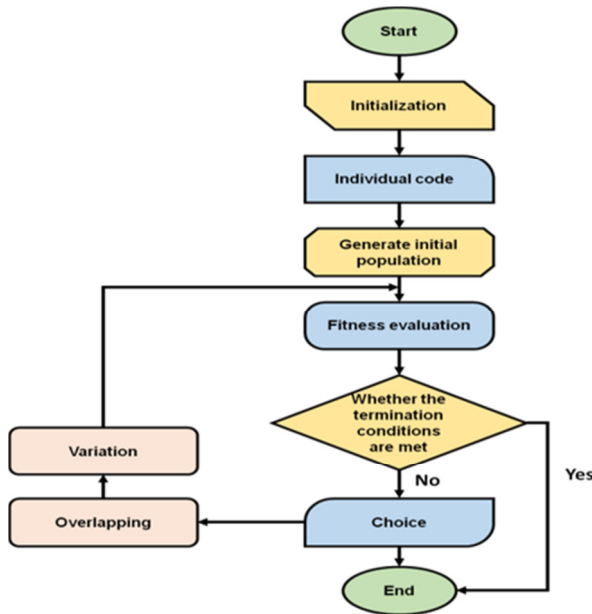 Start
Initialization
Individual code
Generate initial
population
Fitness evaluation
Whether the
termination
conditions
are met
Variation
No
Yes
Overlapping
Choice
End